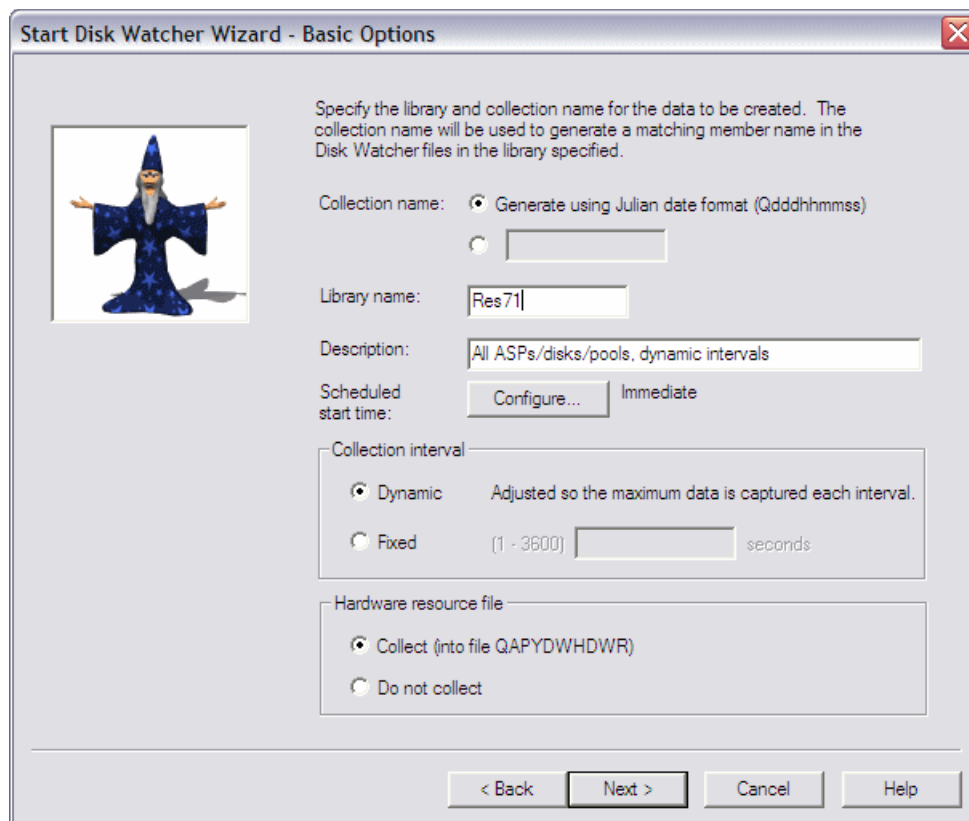 Start Disk Watcher Wizard - Basic Options
Specify the library and collection name for the data to be created. The
collection name will be used to generate a matching member name in the
Disk Watcher files in the library specified.
Collection name: Generate using Julian date format (Qdddhhmmss)
Library name: Res71
Description: All ASPs/disks/pools, dynamic intervals
Scheduled
start time: Configure... Immediate
Collection interval
Dynamic Adjusted so the maximum data is captured each interval.
Fixed (1 - 3600) seconds
Hardware resource file
Collect (into file QAPYDWHDWR)
Do not collect
< Back Next > Cancel Help